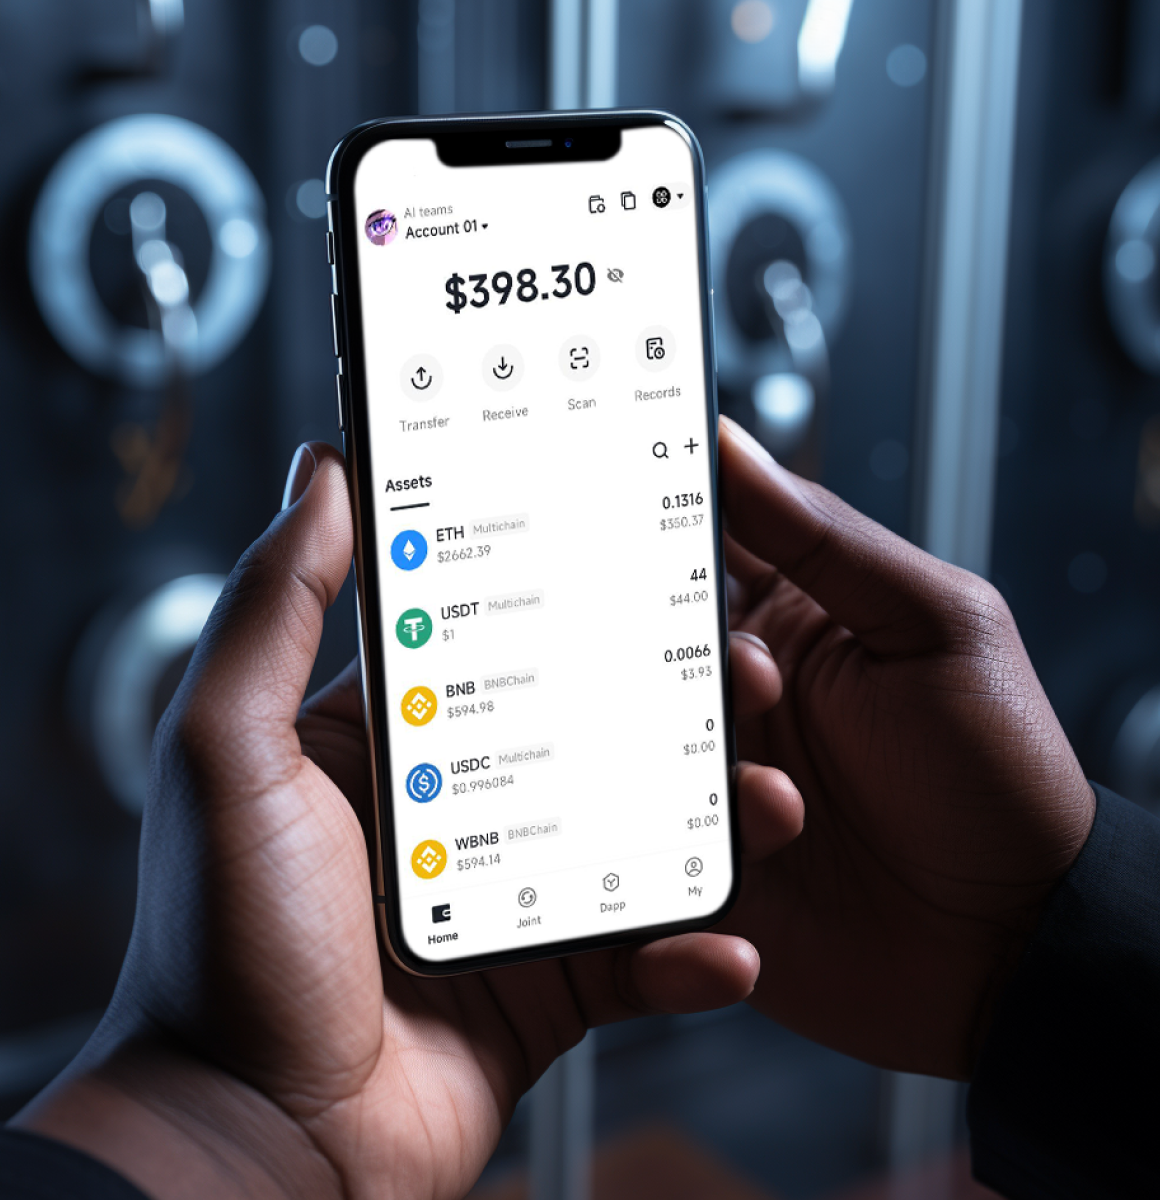 AI teams
Account 01
$398.30
Transfer
Receive
Scan
Records
Assets
ETH Multichain
0.1316
$2662.39
$350.37
USDT Multichain
44
$1
$44.00
BNB BNBChain
0.0066
$594.98
$3.93
USDC Multichain
0
$0.996084
$0.00
WBNB BNBChain
0
$594.14
$0.00
Home
Joint
Dapp
My